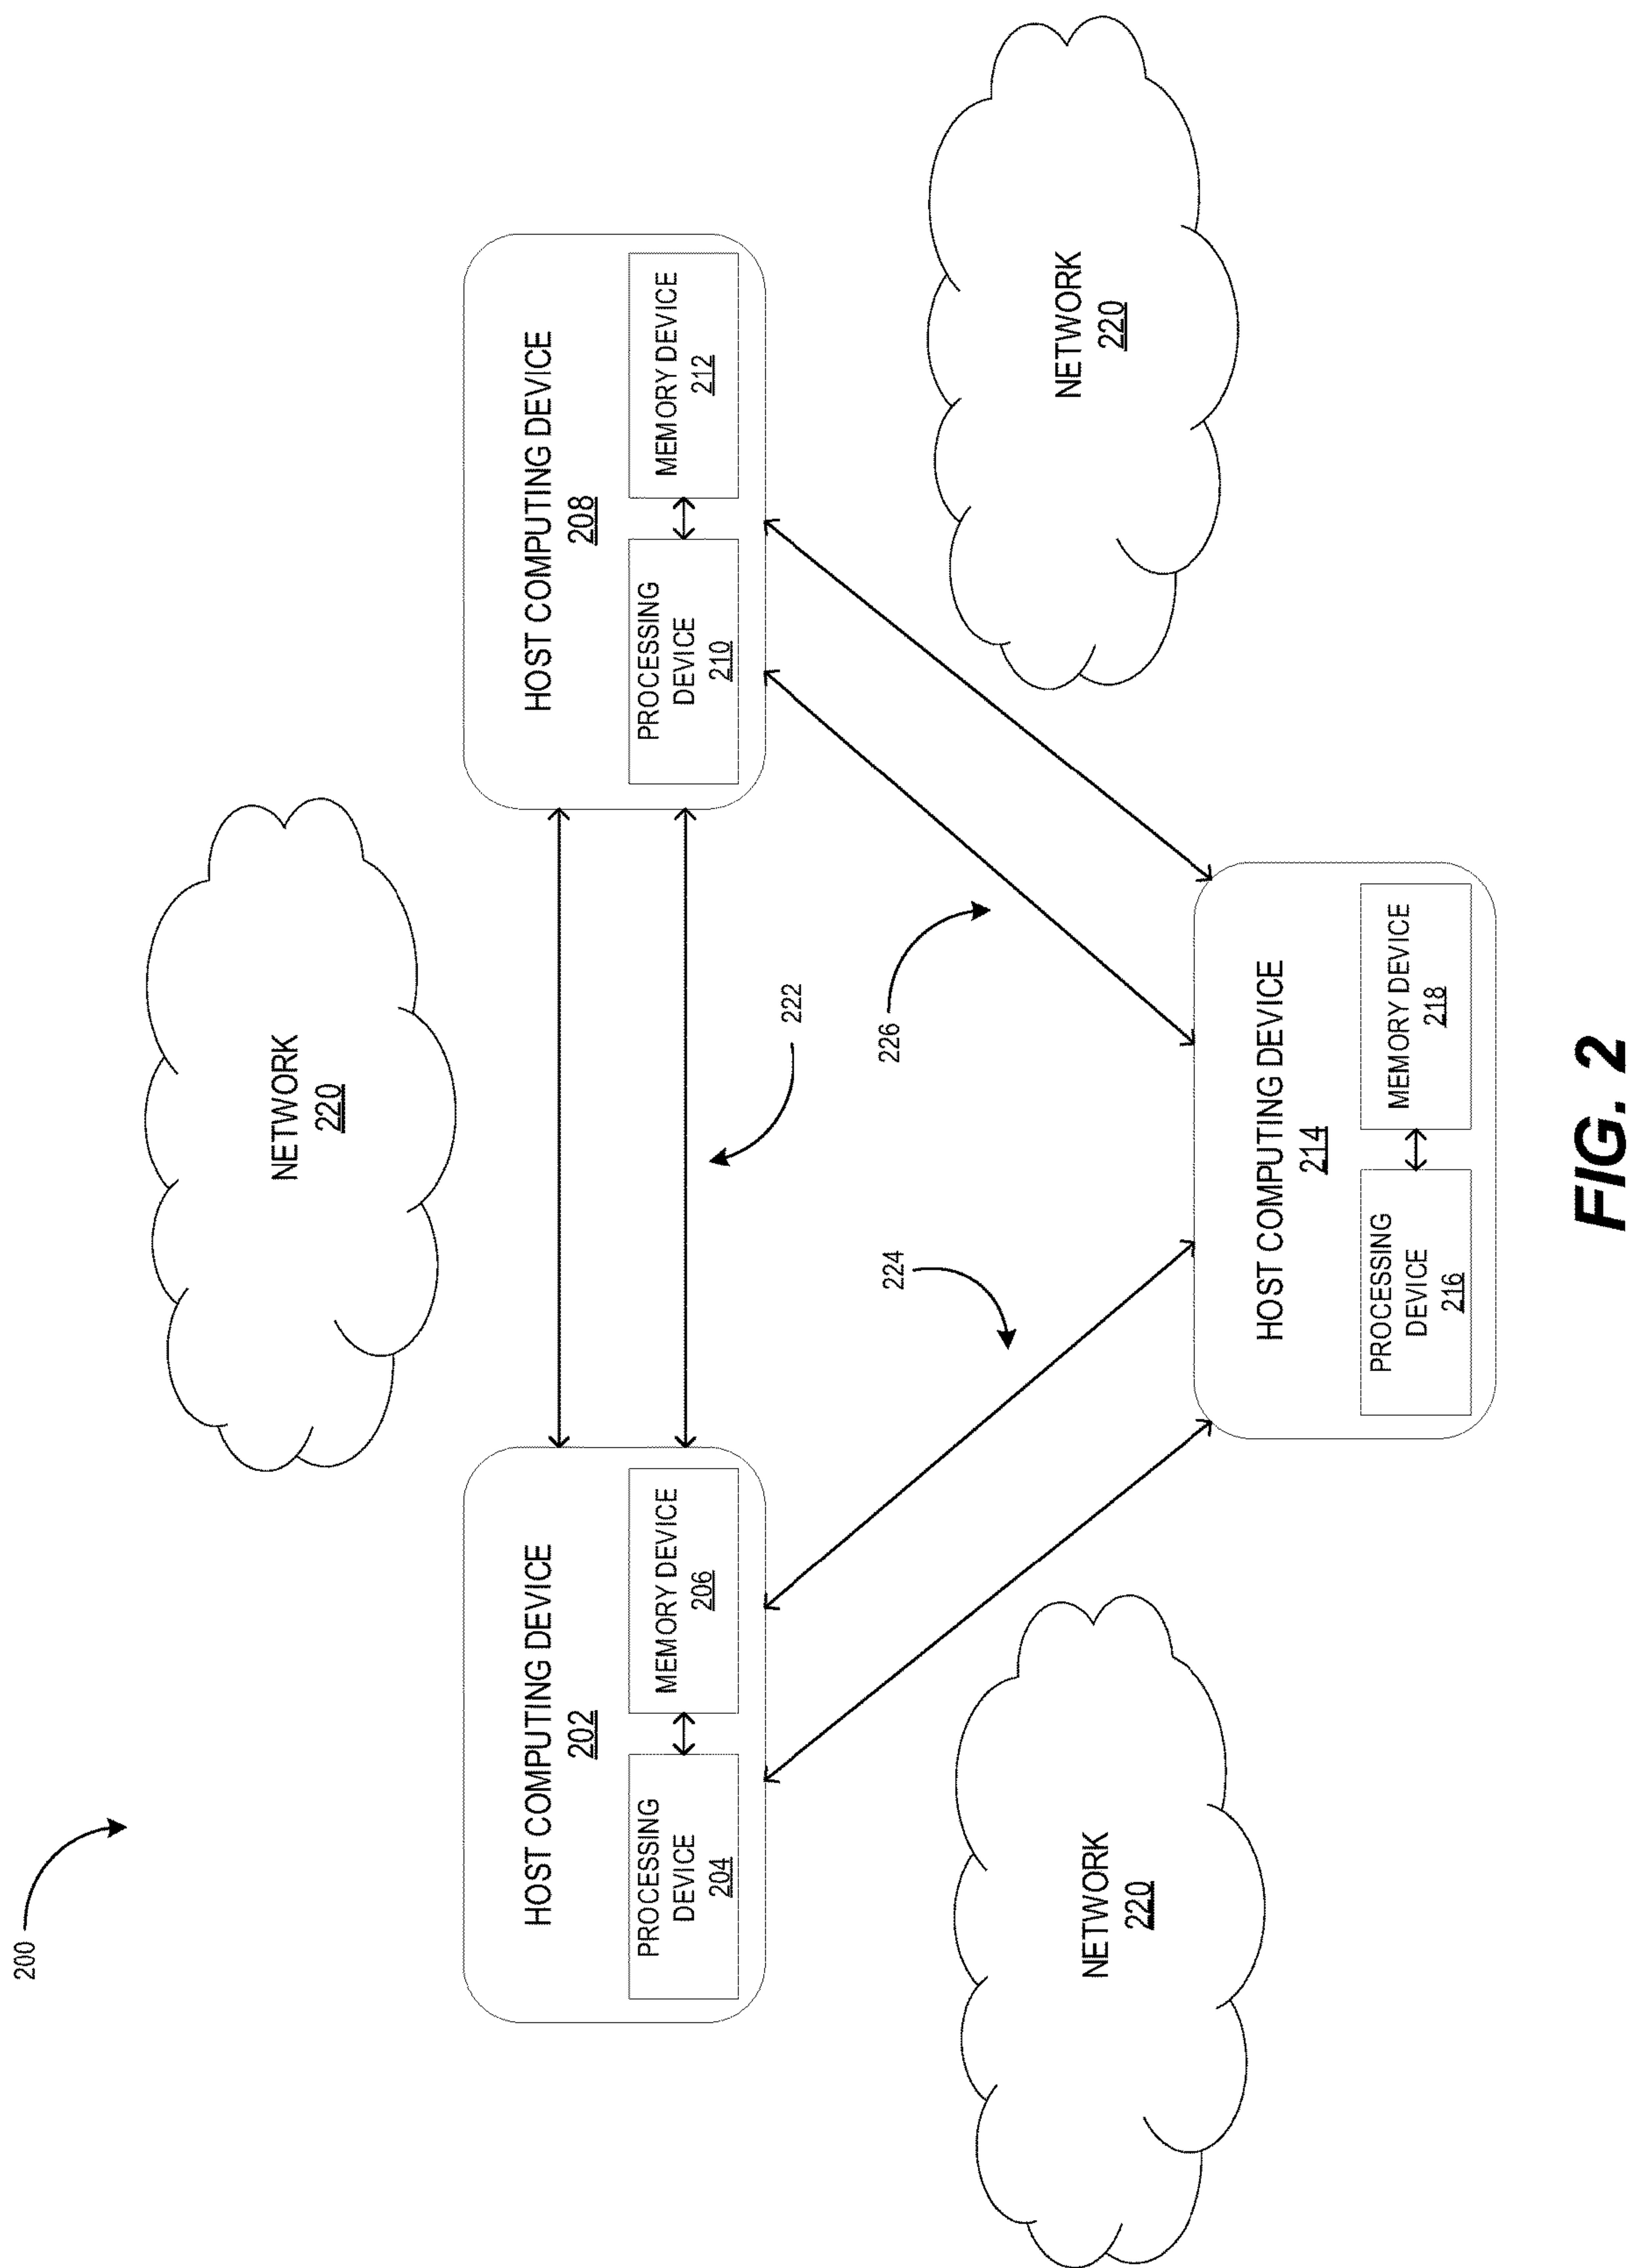 200
NETWORK
220
HOST COMPUTING DEVICE
202
PROCESSING
DEVICE
204
MEMORY DEVICE
206
HOST COMPUTING DEVICE
208
PROCESSING
DEVICE
210
MEMORY DEVICE
212
222
224
226
NETWORK
220
NETWORK
220
HOST COMPUTING DEVICE
214
PROCESSING
DEVICE
216
MEMORY DEVICE
218
FIG. 2